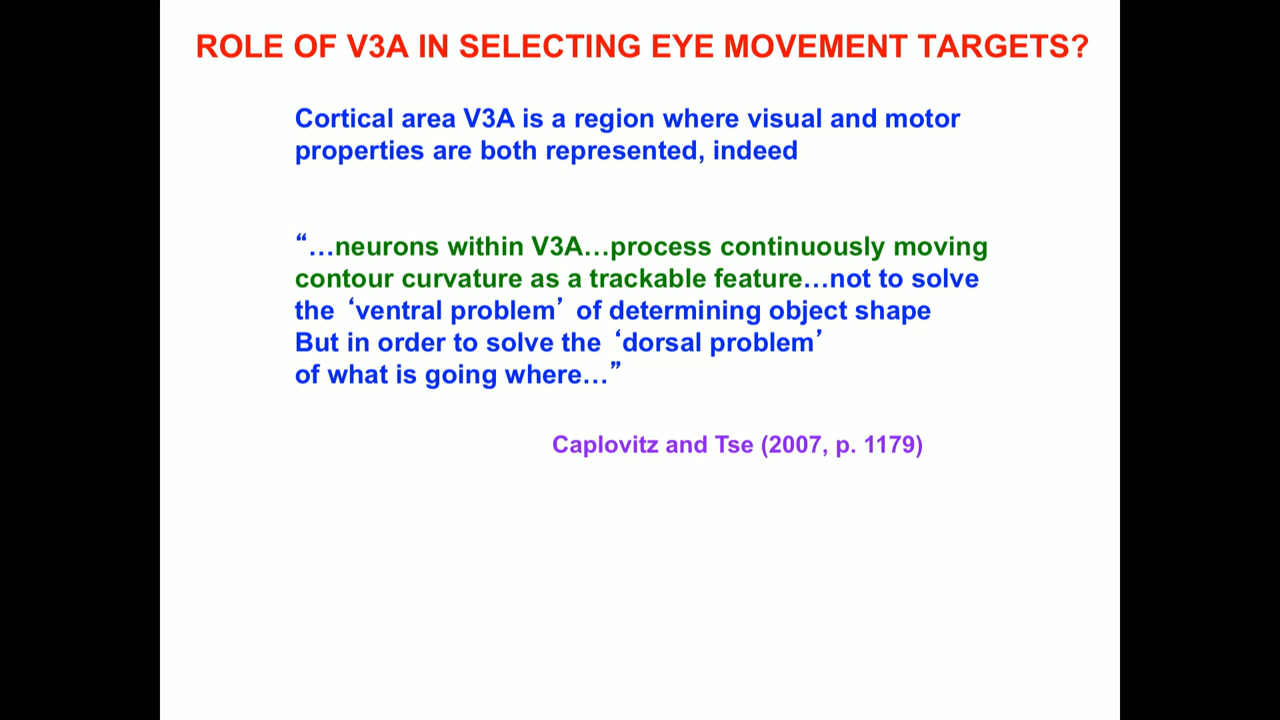 ROLE OF V3A IN SELECTING EYE MOVEMENT TARGETS?
Cortical area V3A is a region where visual and motor
properties are both represented, indeed
“…neurons within V3A…process continuously moving
contour curvature as a trackable feature…not to solve
the ‘ventral problem’ of determining object shape
But in order to solve the ‘dorsal problem’
of what is going where…”
Caplovitz and Tse (2007, p. 1179)